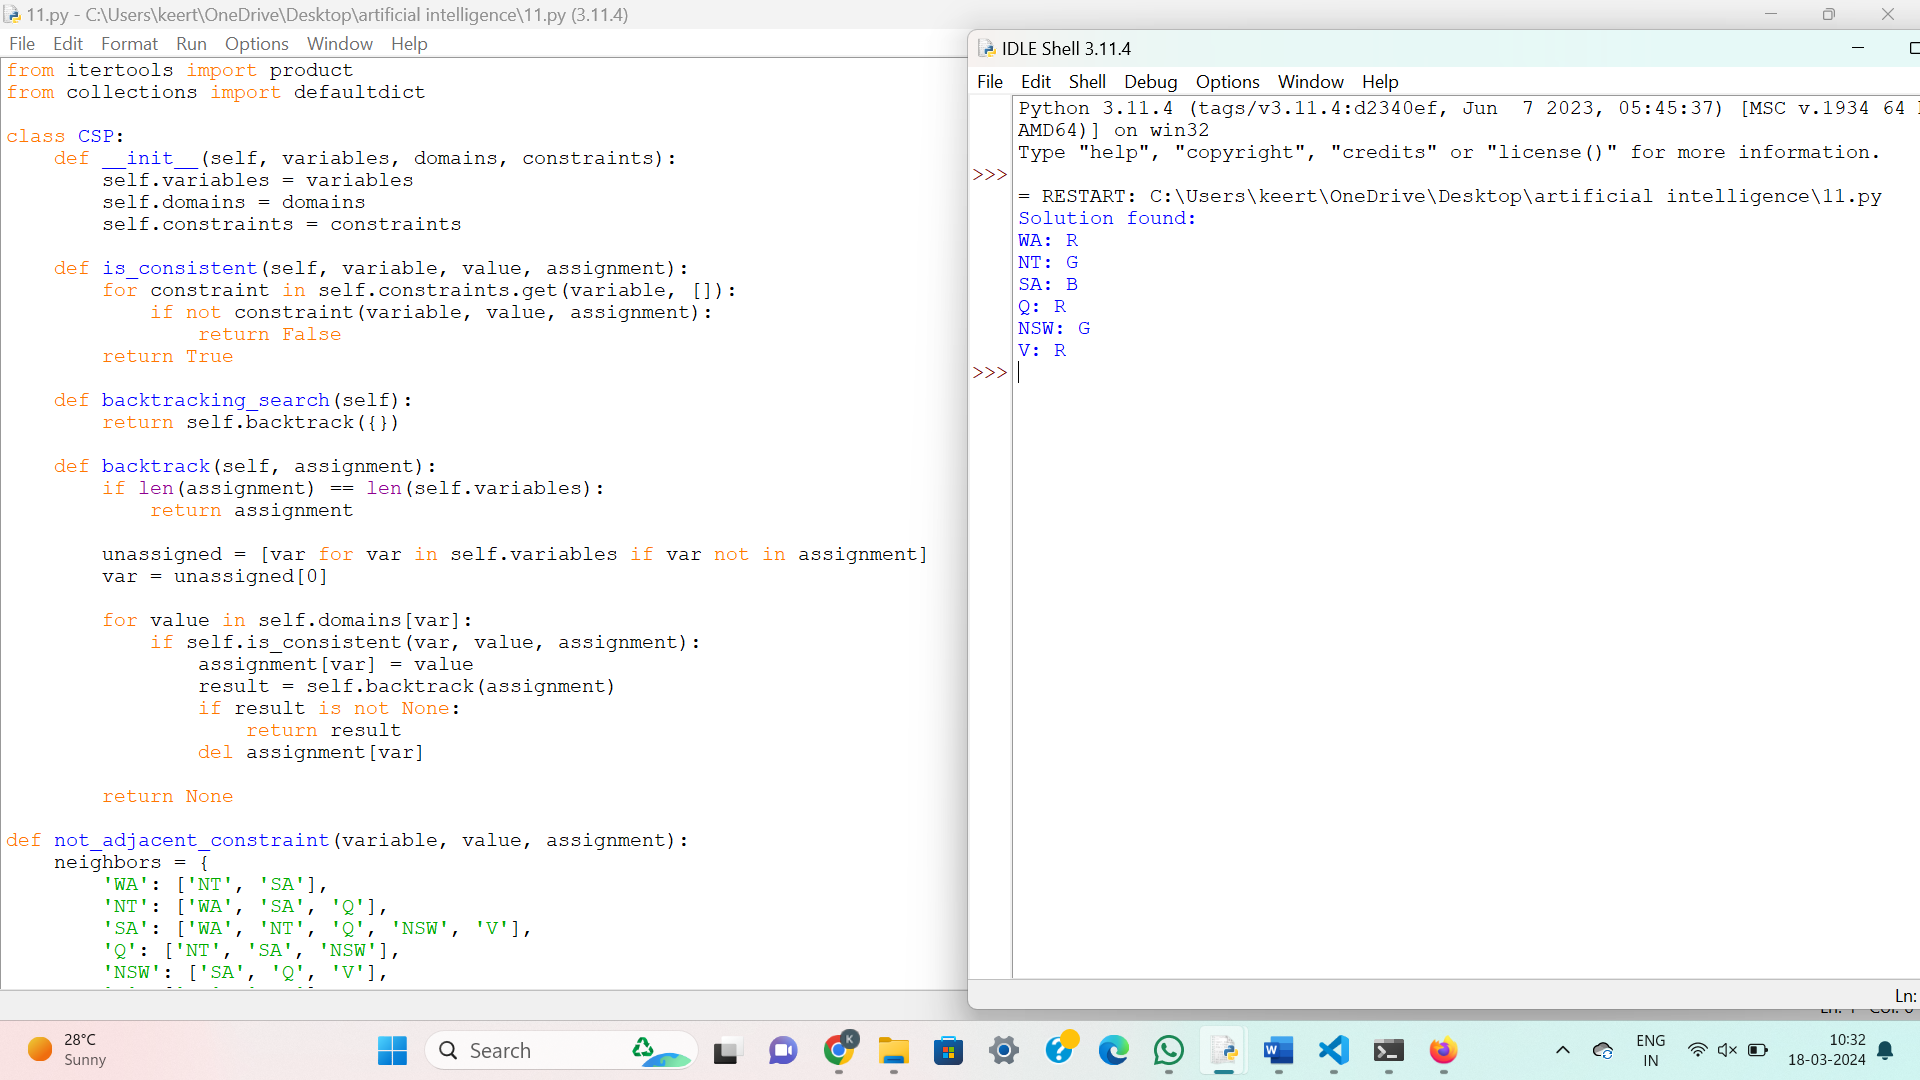 11.py - C:\Users\keert\OneDrive\Desktop\artificial intelligence\11.py (3.11.4)
File Edit Format Run Options Window Help
from itertools import product
from collections import defaultdict
class CSP:
    def __init__(self, variables, domains, constraints):
        self.variables = variables
        self.domains = domains
        self.constraints = constraints
    def is_consistent(self, variable, value, assignment):
        for constraint in self.constraints.get(variable, []):
            if not constraint(variable, value, assignment):
                return False
        return True
    def backtracking_search(self):
        return self.backtrack({})
    def backtrack(self, assignment):
        if len(assignment) == len(self.variables):
            return assignment
        unassigned = [var for var in self.variables if var not in assignment]
        var = unassigned[0]
        for value in self.domains[var]:
            if self.is_consistent(var, value, assignment):
                assignment[var] = value
                result = self.backtrack(assignment)
                if result is not None:
                    return result
                del assignment[var]
        return None
def not_adjacent_constraint(variable, value, assignment):
    neighbors = {
        'WA': ['NT', 'SA'],
        'NT': ['WA', 'SA', 'Q'],
        'SA': ['WA', 'NT', 'Q', 'NSW', 'V'],
        'Q': ['NT', 'SA', 'NSW'],
        'NSW': ['SA', 'Q', 'V'],
IDLE Shell 3.11.4
File Edit Shell Debug Options Window Help
Python 3.11.4 (tags/v3.11.4:d2340ef, Jun  7 2023, 05:45:37) [MSC v.1934 64
AMD64)] on win32
Type "help", "copyright", "credits" or "license()" for more information.
>>>
= RESTART: C:\Users\keert\OneDrive\Desktop\artificial intelligence\11.py
Solution found:
WA: R
NT: G
SA: B
Q: R
NSW: G
V: R
>>>
Ln:
28°C
Sunny
Search
K
ENG
IN
10:32
18-03-2024